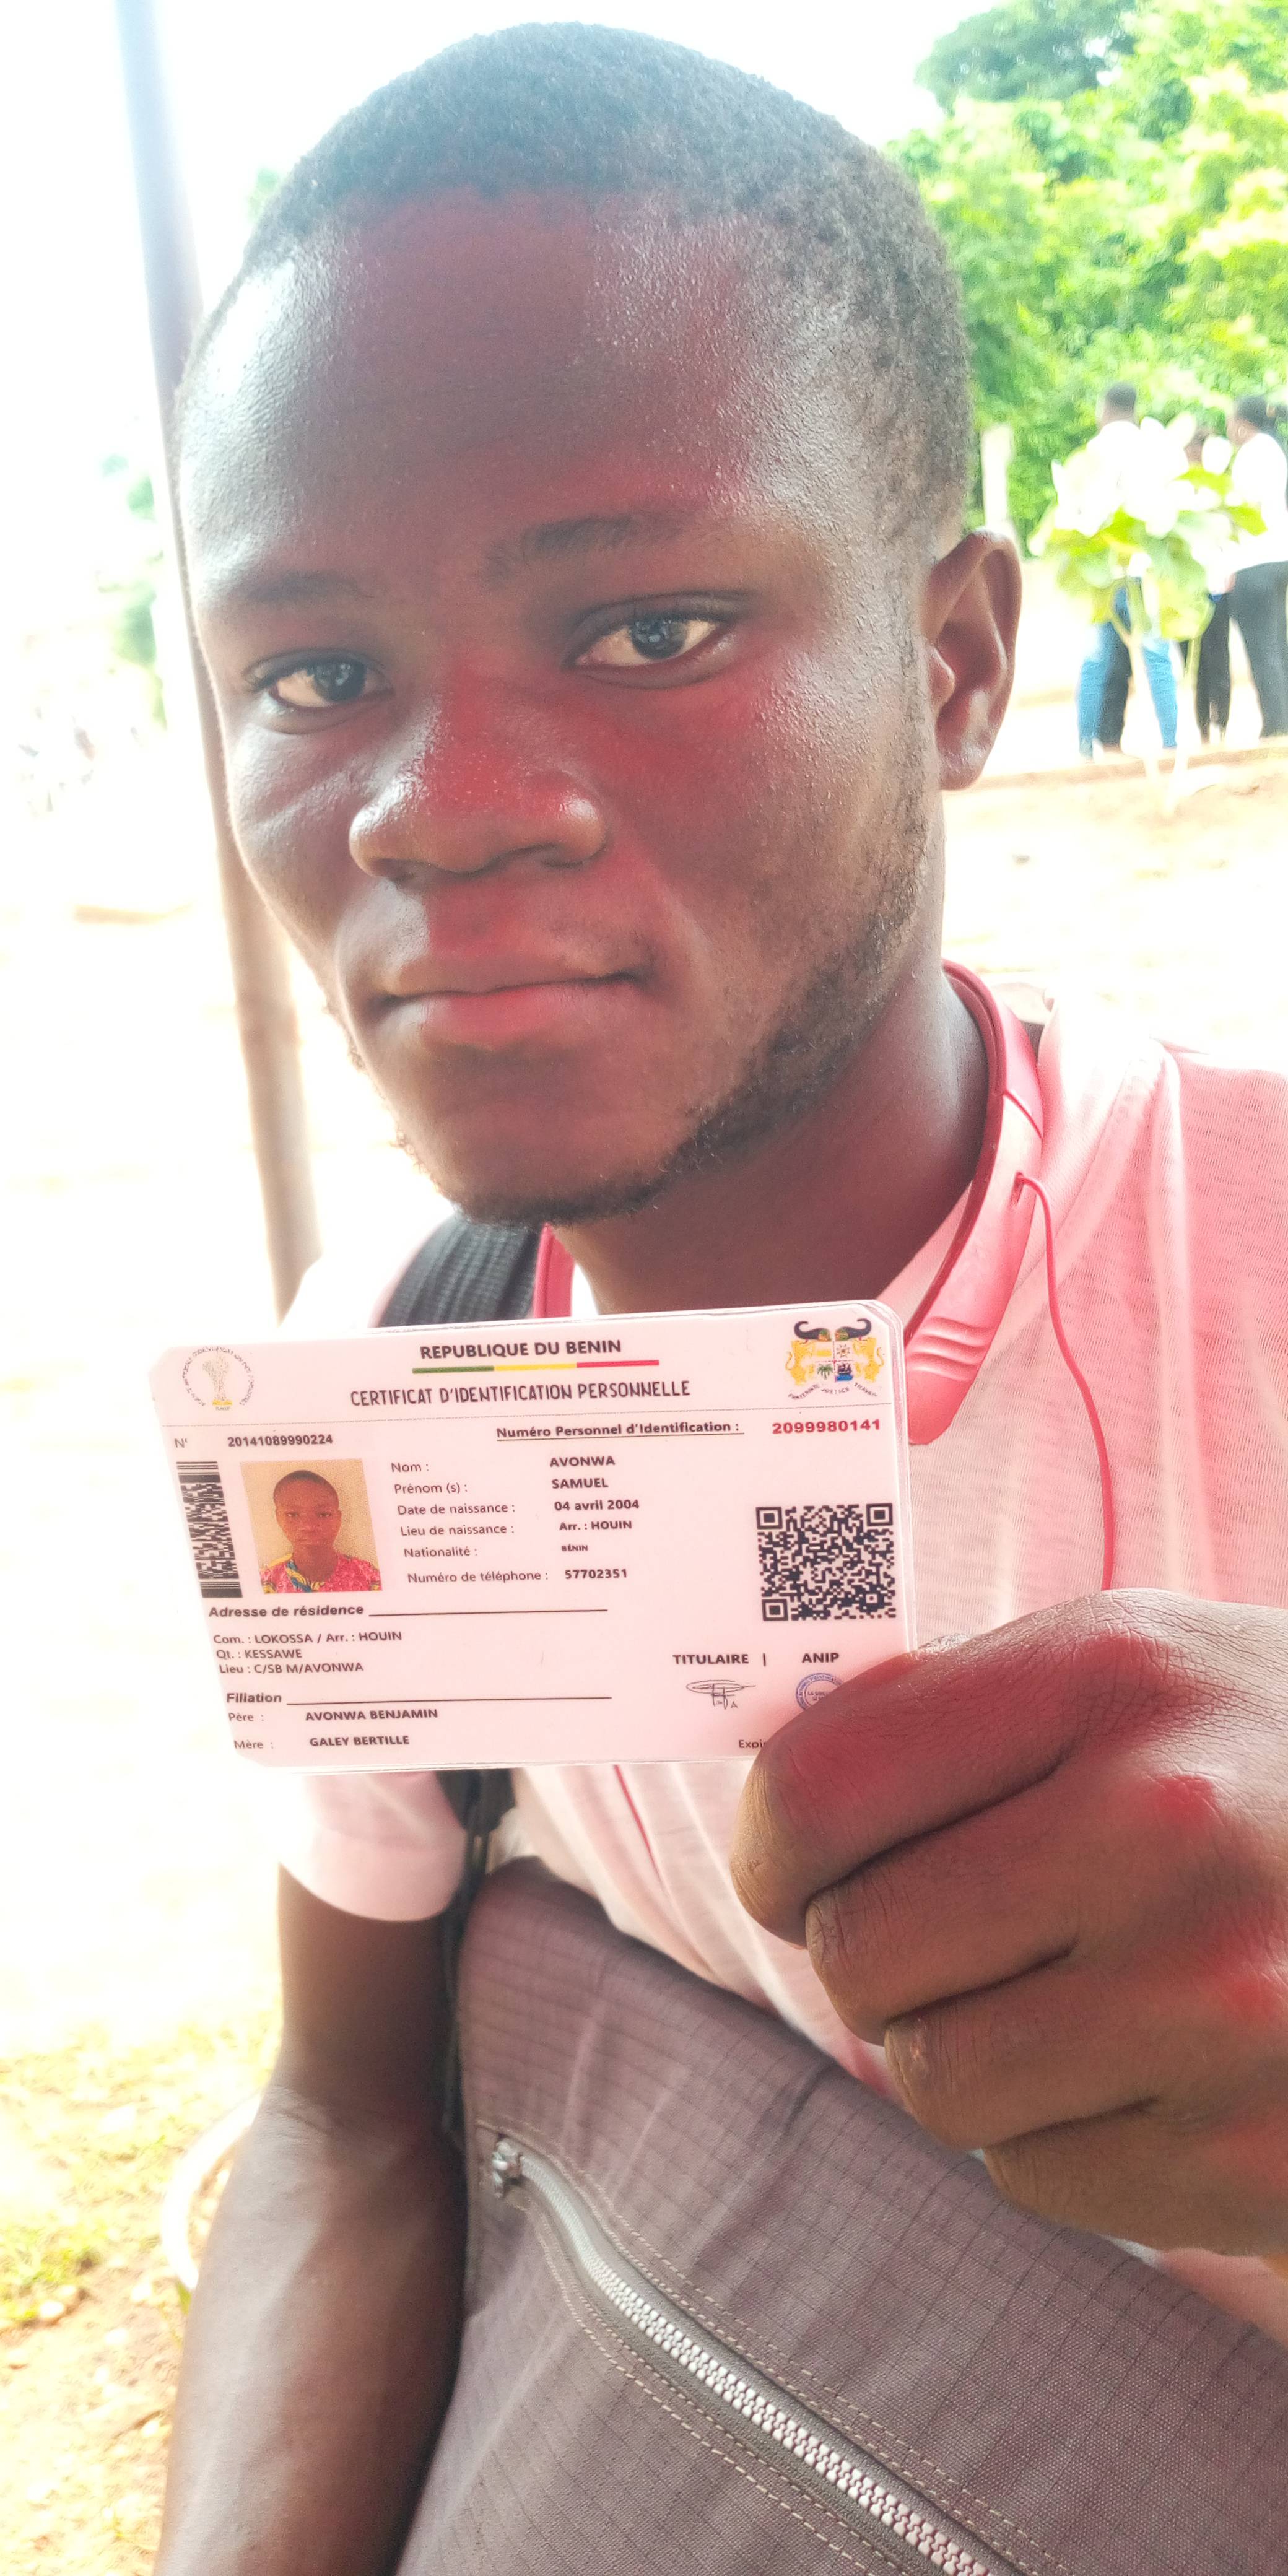 REPUBLIQUE DU BENIN
CERTIFICAT D'IDENTIFICATION PERSONNELLE
N° 20141089990224
Numéro Personnel d'Identification : 2099980141
Nom : AVONWA
Prénom (s) : SAMUEL
Date de naissance : 04 avril 2004
Lieu de naissance : Arr. : HOUIN
Nationalité : BÉNIN
Numéro de téléphone : 57702351
Adresse de résidence
Com. : LOKOSSA / Arr. : HOUIN
Qt. : KESSAWE
Lieu : C/SB M/AVONWA
TITULAIRE | ANIP
Filiation
Père : AVONWA BENJAMIN
Mère : GALEY BERTILLE